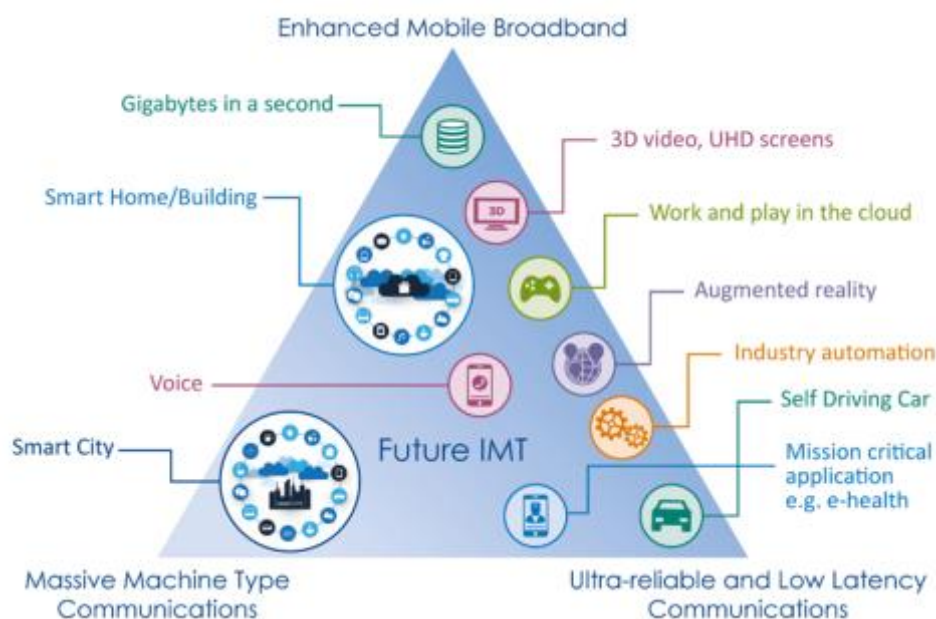 Enhanced Mobile Broadband
Gigabytes in a second
3D video, UHD screens
3D
Smart Home/Building
Work and play in the cloud
Augmented reality
Industry automation
Voice
Self Driving Car
Smart City
Future IMT
Mission critical
application
e.g. e-health
Massive Machine Type
Communications
Ultra-reliable and Low Latency
Communications